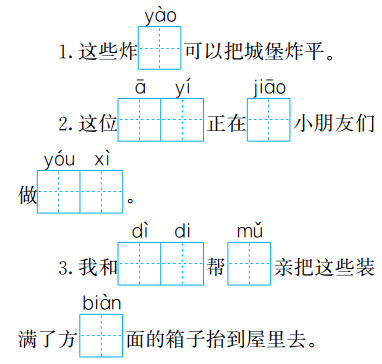 yào
1.这些炸 可以把城堡炸平。
ā yí jiāo
2.这位 正在 小朋友们
yóu xì
做 。
dì di mǔ
3.我和 帮 亲把这些装
biàn
满了方 面的箱子抬到屋里去。